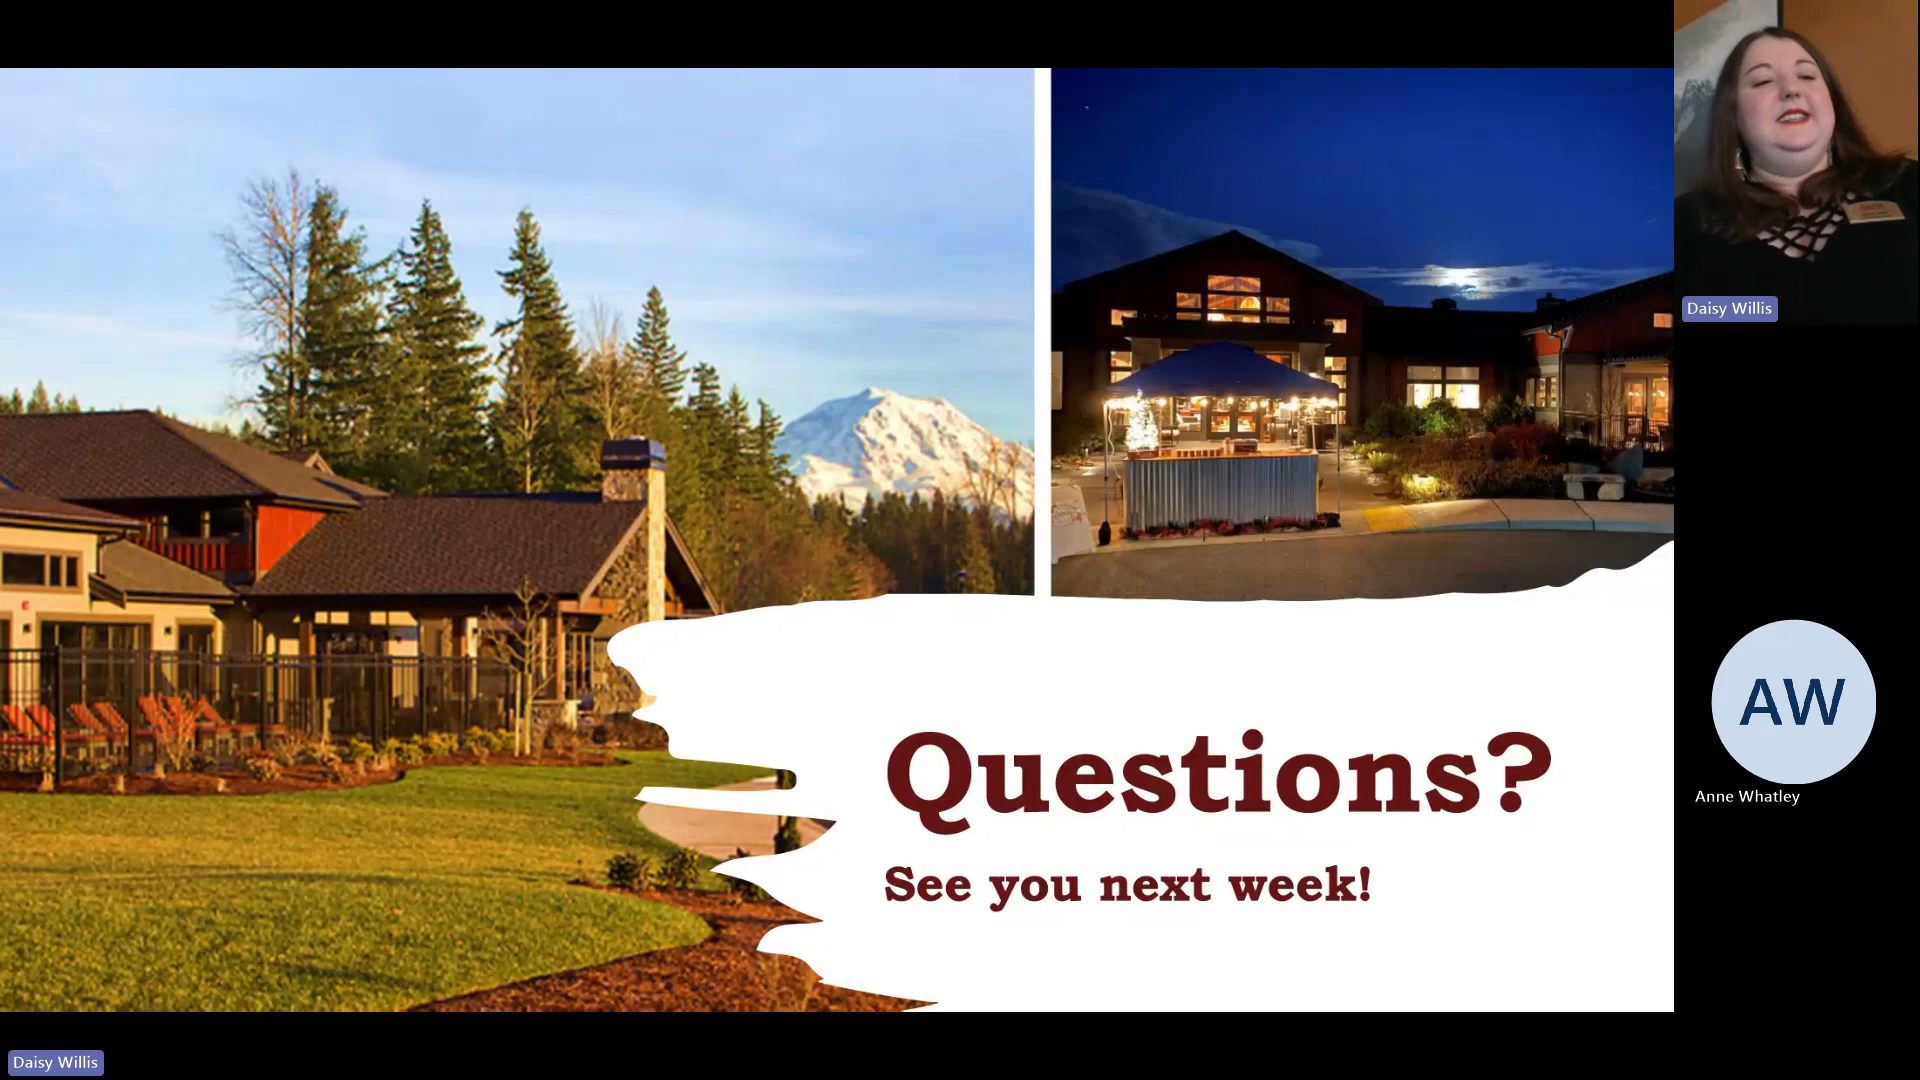 Questions?
See you next week!
Daisy Willis
AW
Anne Whatley
Daisy Willis